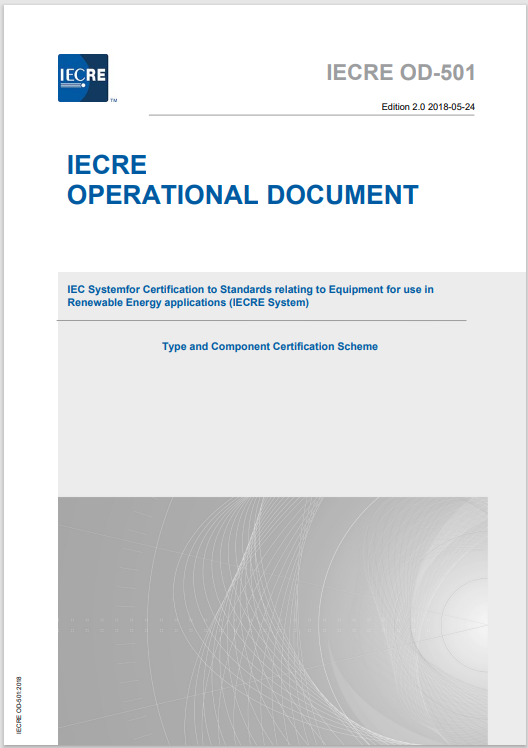 IECRE
TM
IECRE OD-501
Edition 2.0 2018-05-24
IECRE
OPERATIONAL DOCUMENT
IEC Systemfor Certification to Standards relating to Equipment for use in
Renewable Energy applications (IECRE System)
Type and Component Certification Scheme
IECRE OD-501:2018